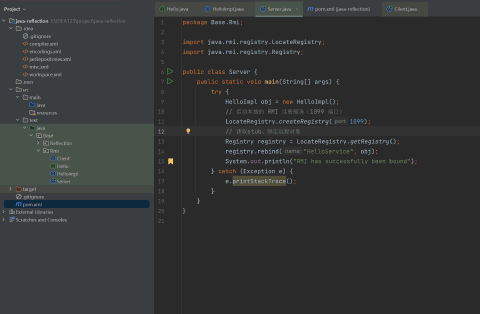 Project
java-reflection E:\IDEA123\project\java-reflection
.idea
.gitignore
compiler.xml
encodings.xml
jarRepositories.xml
misc.xml
workspace.xml
src
main
java
resources
test
java
Base
Reflection
Rmi
Client
Hello
HelloImpl
Server
target
.gitignore
pom.xml
External Libraries
Scratches and Consoles
Hello.java
HelloImpl.java
Server.java
pom.xml (java-reflection)
Client.java
1 package Base.Rmi;
2
3 import java.rmi.registry.LocateRegistry;
4 import java.rmi.registry.Registry;
5
6 public class Server {
7 public static void main(String[] args) {
8 try {
9 HelloImpl obj = new HelloImpl();
10 // 启动本地的 RMI 注册服务 (1099 端口)
11 LocateRegistry.createRegistry( port: 1099);
12 // 获取stub，绑定远程对象
13 Registry registry = LocateRegistry.getRegistry();
14 registry.rebind( name: "HelloService", obj);
15 System.out.println("RMI has successfully been bound");
16 } catch (Exception e) {
17 e.printStackTrace();
18 }
19 }
20 }
21